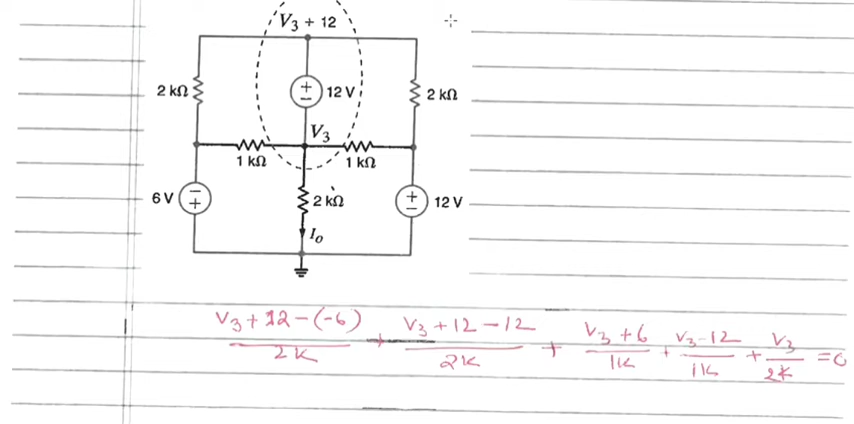 V₃ + 12
2 kΩ
+
−
12 V
2 kΩ
V₃
1 kΩ
1 kΩ
6 V
−
+
2 kΩ
+
−
12 V
I₀
(V₃ + 12 − (−6))/2K + (V₃ + 12 − 12)/2K + (V₃ + 6)/1K + (V₃ − 12)/1K + V₃/2K = 0